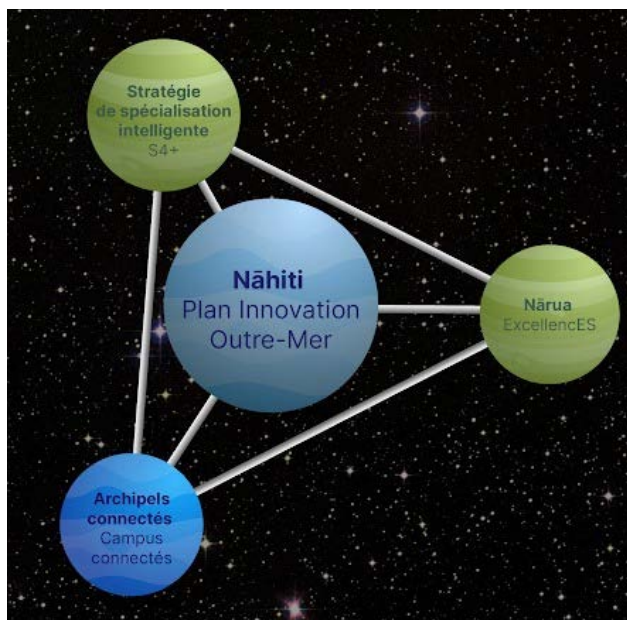 Stratégie
de spécialisation
intelligente
S4+
Nāhiti
Plan Innovation
Outre-Mer
Nārua
ExcellencES
Archipels
connectés
Campus
connectés